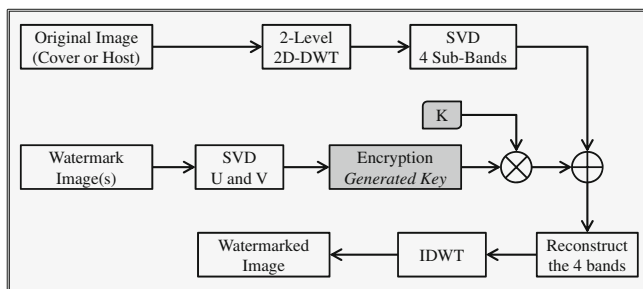 Original Image
(Cover or Host)
2-Level
2D-DWT
SVD
4 Sub-Bands
K
Watermark
Image(s)
SVD
U and V
Encryption
Generated Key
Watermarked
Image
IDWT
Reconstruct
the 4 bands